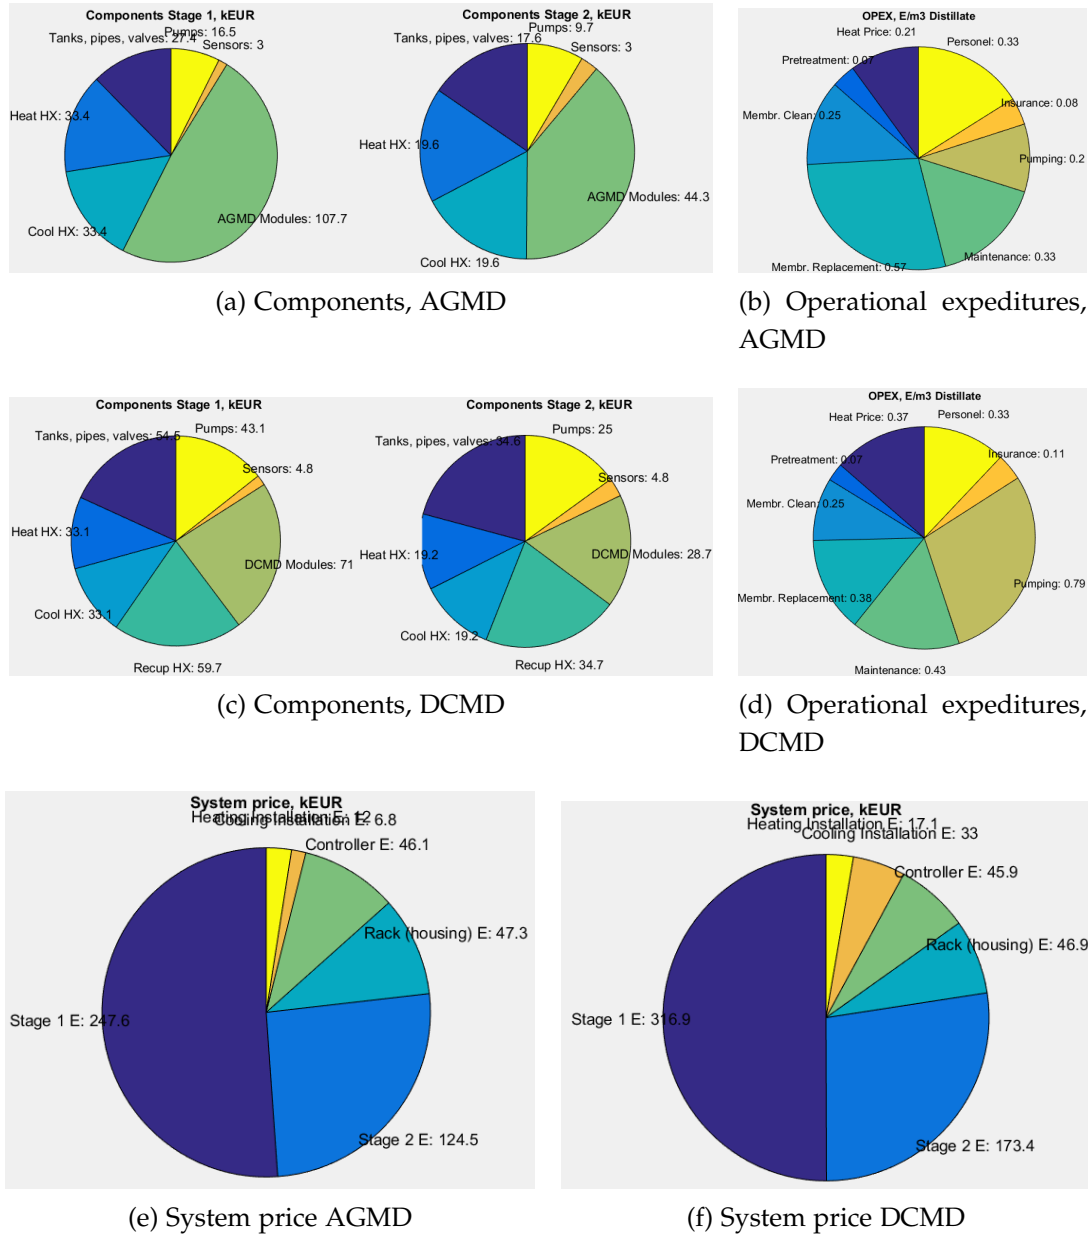 Components Stage 1, kEUR
Pumps: 16.5
Tanks, pipes, valves: 27.4
Sensors: 3
Heat HX: 33.4
AGMD Modules: 107.7
Cool HX: 33.4
Components Stage 2, kEUR
Pumps: 9.7
Tanks, pipes, valves: 17.6
Sensors: 3
Heat HX: 19.6
AGMD Modules: 44.3
Cool HX: 19.6
(a) Components, AGMD
OPEX, E/m3 Distillate
Heat Price: 0.21
Personel: 0.33
Pretreatment: 0.07
Insurance: 0.08
Membr. Clean: 0.25
Pumping: 0.2
Maintenance: 0.33
Membr. Replacement: 0.57
(b) Operational expeditures,
AGMD
Components Stage 1, kEUR
Pumps: 43.1
Tanks, pipes, valves: 54.5
Sensors: 4.8
Heat HX: 33.1
DCMD Modules: 71
Cool HX: 33.1
Recup HX: 59.7
Components Stage 2, kEUR
Pumps: 25
Tanks, pipes, valves: 34.6
Sensors: 4.8
Heat HX: 19.2
DCMD Modules: 28.7
Cool HX: 19.2
Recup HX: 34.7
(c) Components, DCMD
OPEX, E/m3 Distillate
Heat Price: 0.37
Personel: 0.33
Insurance: 0.11
Pretreatment: 0.07
Membr. Clean: 0.25
Pumping: 0.79
Membr. Replacement: 0.38
Maintenance: 0.43
(d) Operational expeditures,
DCMD
System price, kEUR
Heating Installation E: 12
Cooling Installation E: 6.8
Controller E: 46.1
Rack (housing) E: 47.3
Stage 1 E: 247.6
Stage 2 E: 124.5
(e) System price AGMD
System price, kEUR
Heating Installation E: 17.1
Cooling Installation E: 33
Controller E: 45.9
Rack (housing) E: 46.9
Stage 1 E: 316.9
Stage 2 E: 173.4
(f) System price DCMD